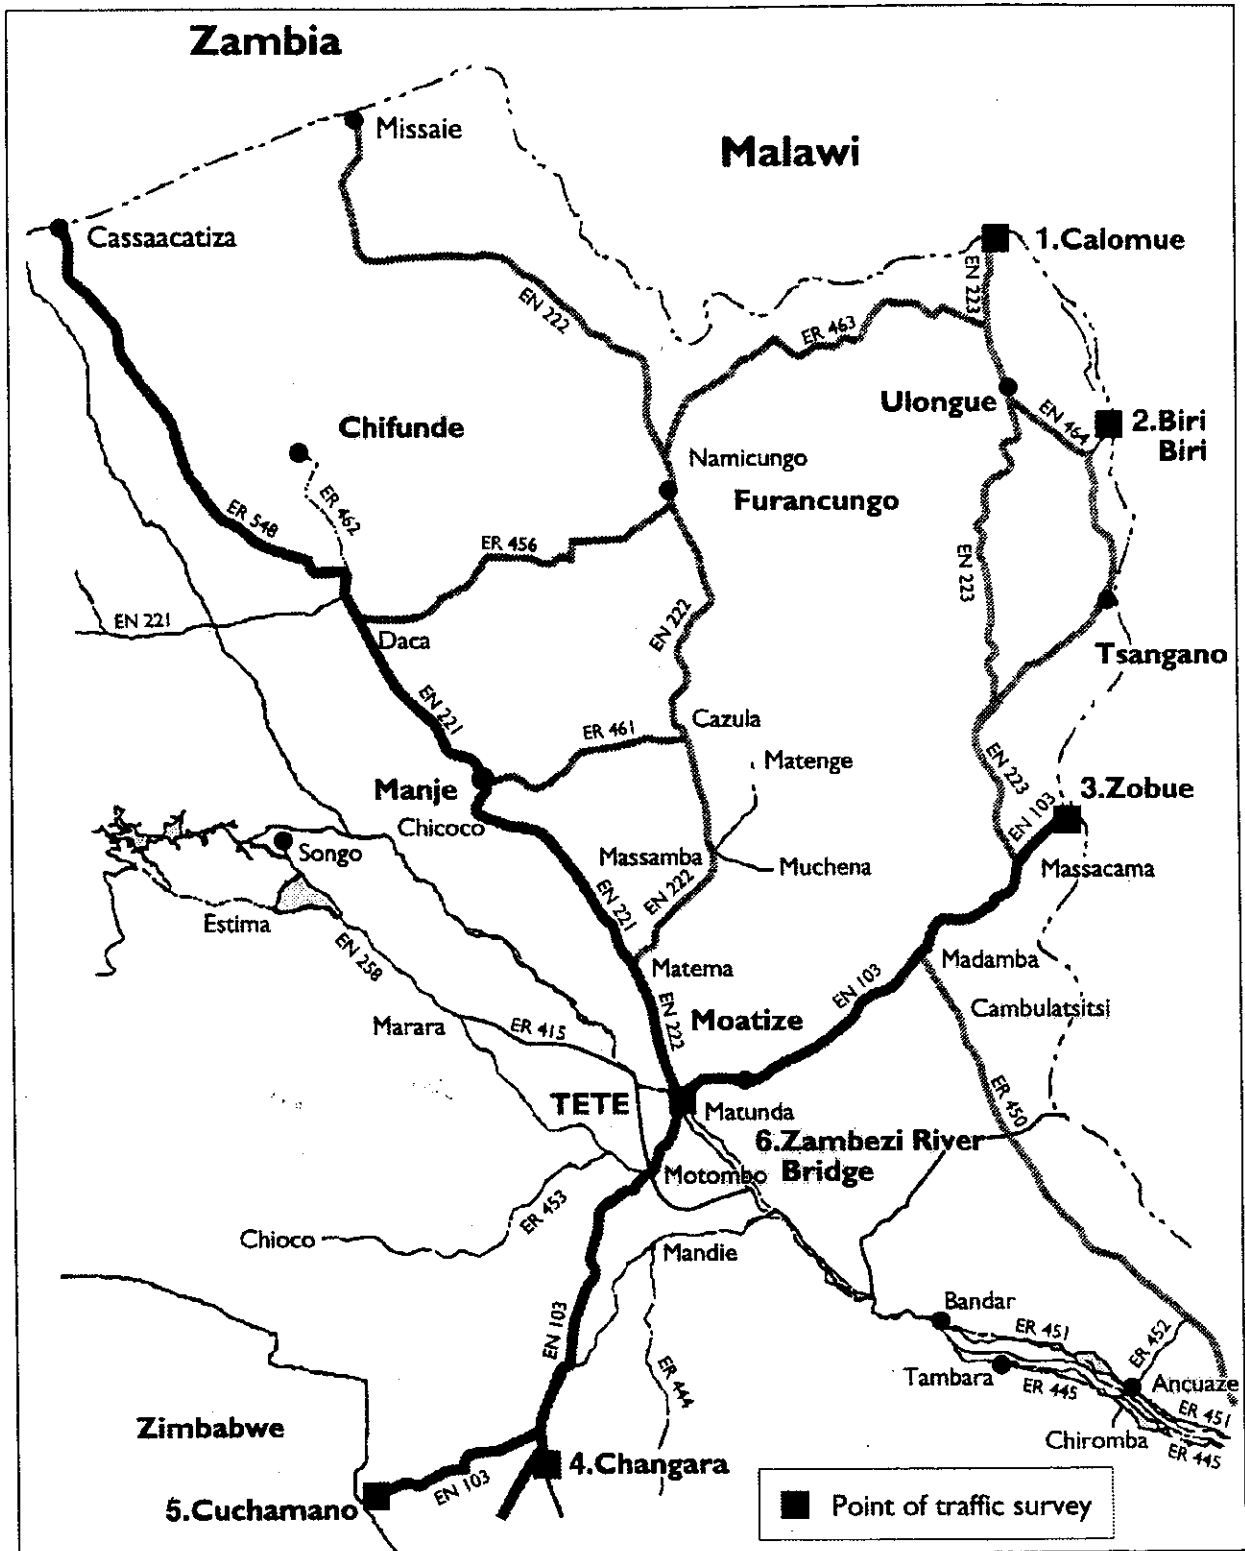 Zambia
Missaie
Malawi
Cassaacatiza
1.Calomue
EN 223
EN 222
ER 463
Ulongue
EN 464
2.Biri
Biri
Chifunde
Namicungo
Furancungo
ER 462
ER 548
ER 456
EN 223
EN 221
EN 222
Daca
Tsangano
EN 221
ER 461
Cazula
Matenge
EN 223
3.Zobue
Manje
Chicoco
EN 103
Songo
Massamba
Muchena
Massacama
EN 222
EN 221
Estima
EN 258
Matema
Madamba
EN 103
Cambulatsitsi
Marara
ER 415
EN 222
Moatize
TETE
Matunda
ER 450
6.Zambezi River
Bridge
Motombo
ER 453
Chioco
Mandie
Bandar
EN 103
ER 451
ER 452
ER 444
Tambara
ER 445
Ancuaze
ER 451
Chiromba
ER 445
Zimbabwe
4.Changara
EN 103
5.Cuchamano
Point of traffic survey